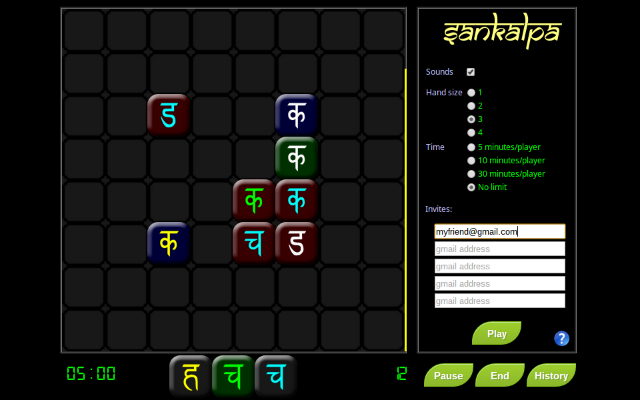 sankalpa
Sounds
Hand size 1
2
3
4
Time 5 minutes/player
10 minutes/player
30 minutes/player
No limit
Invites:
myfriend@gmail.com
gmail address
gmail address
gmail address
gmail address
Play ?
ड क
क
क क
क च ड
05:00 ह च च 12 Pause End History